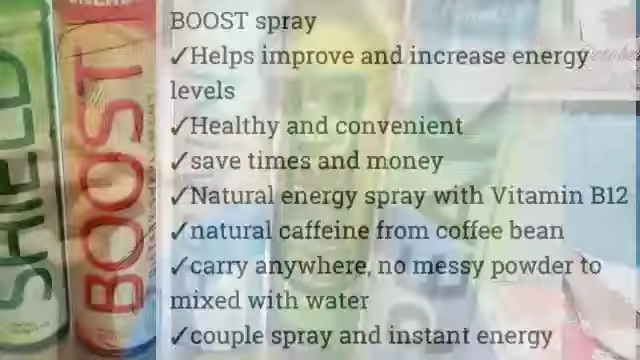 BOOST spray
✓Helps improve and increase energy
levels
✓Healthy and convenient
✓save times and money
✓Natural energy spray with Vitamin B12
✓natural caffeine from coffee bean
✓carry anywhere, no messy powder to
mixed with water
✓couple spray and instant energy
SHIELD
BOOST